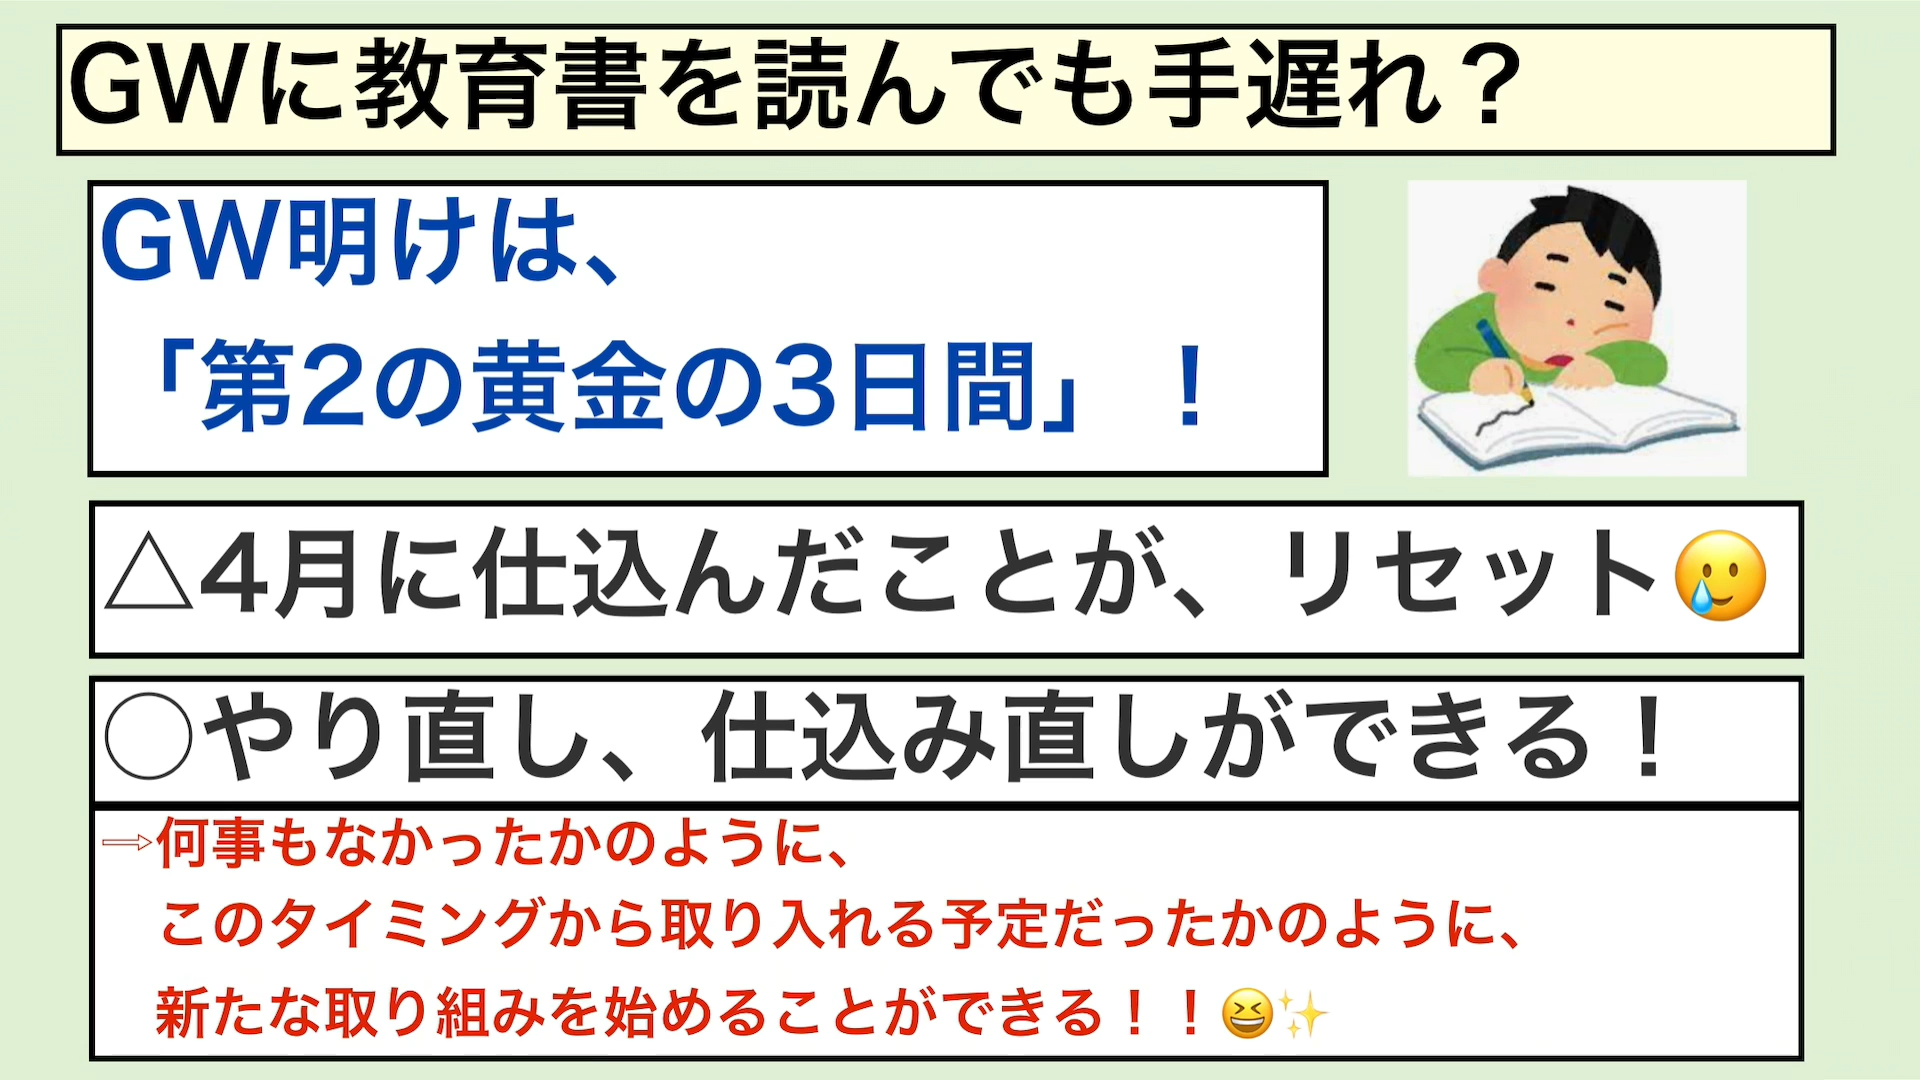 GWに教育書を読んでも手遅れ？
GW明けは、
「第2の黄金の3日間」！
△4月に仕込んだことが、リセット🥲
○やり直し、仕込み直しができる！
⇨何事もなかったかのように、
このタイミングから取り入れる予定だったかのように、
新たな取り組みを始めることができる！！😆✨